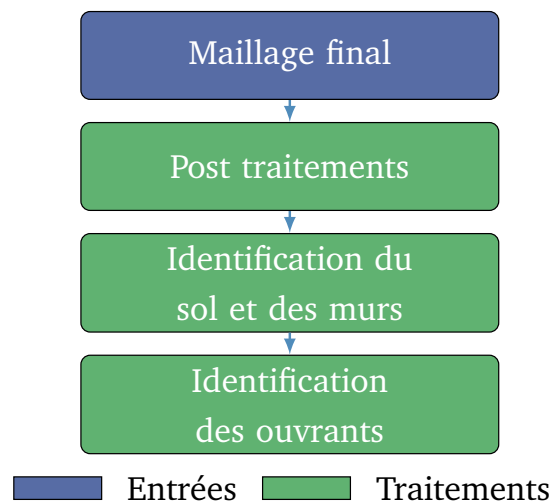 Maillage final
Post traitements
Identification du
sol et des murs
Identification
des ouvrants
Entrées Traitements